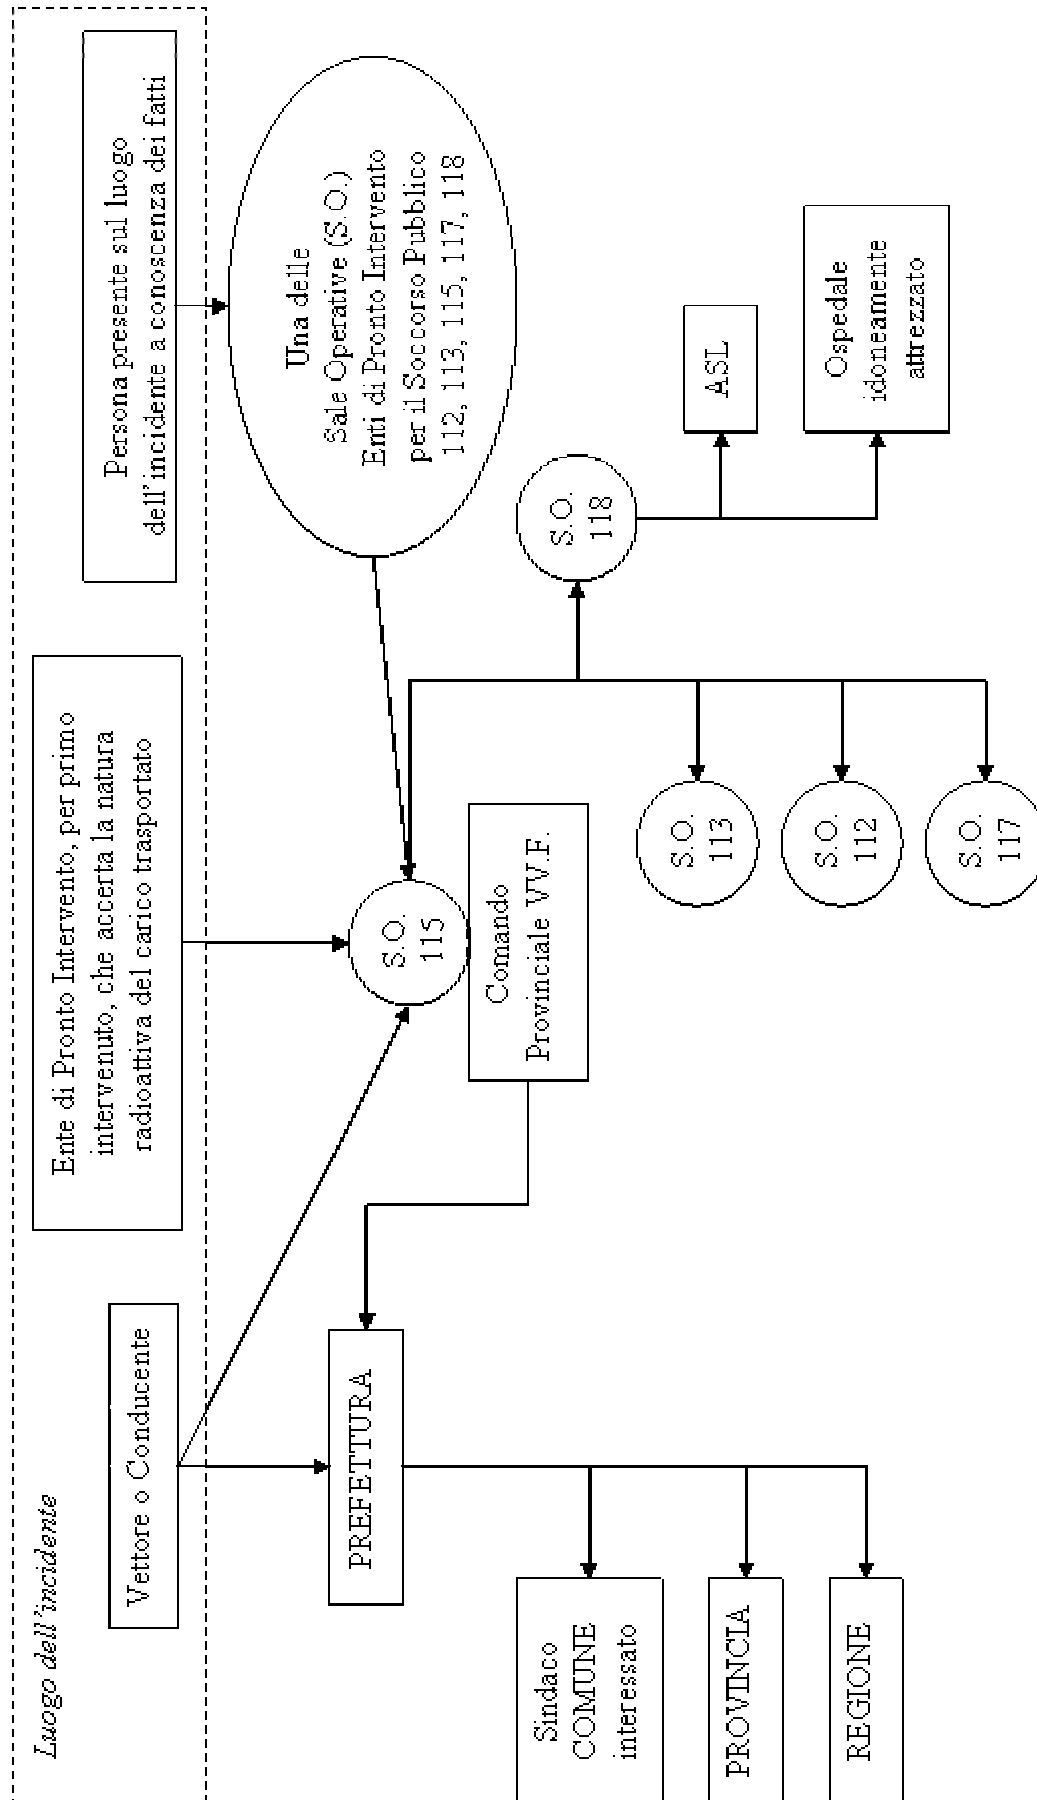 Luogo dell'incidente
Vettore o Conducente
Ente di Pronto Intervento, per primo
intervenuto, che accerta la natura
radioattiva del carico trasportato
Persona presente sul luogo
dell'incidente a conoscenza dei fatti
Una delle
Sale Operative (S.O.)
Enti di Pronto Intervento
per il Soccorso Pubblico
112, 113, 115, 117, 118
PREFETTURA
S.O.
115
Comando
Provinciale VV.F.
S.O.
118
ASL
Ospedale
idoneamente
attrezzato
S.O.
113
S.O.
112
S.O.
117
Sindaco
COMUNE
interessato
PROVINCIA
REGIONE